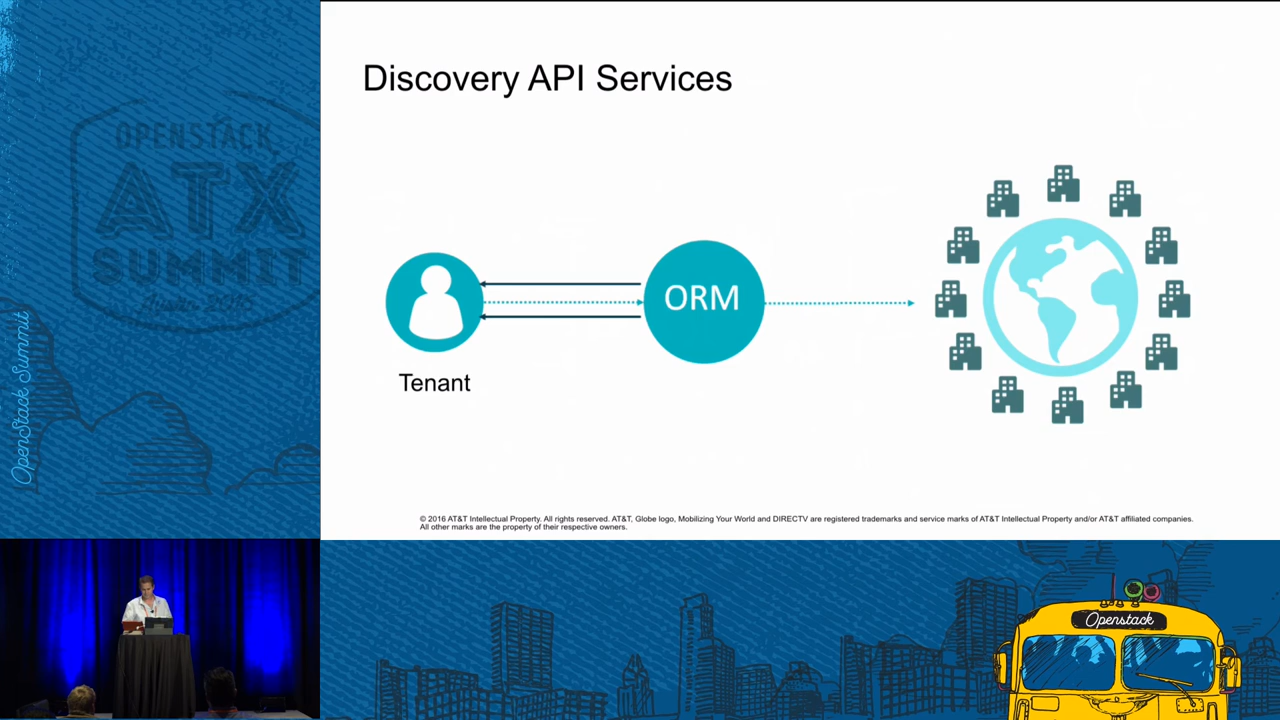 OPENSTACK
ATX
SUMMIT
Austin 2016
OpenStack Summit
Discovery API Services
ORM
Tenant
© 2016 AT&T Intellectual Property. All rights reserved. AT&T, Globe logo, Mobilizing Your World and DIRECTV are registered trademarks and service marks of AT&T Intellectual Property and/or AT&T affiliated companies.
All other marks are the property of their respective owners.
Openstack